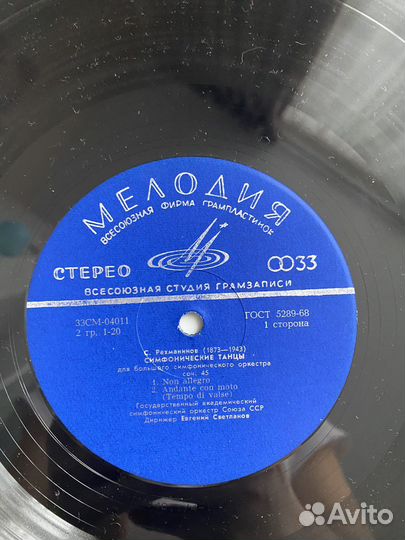 МЕЛОДИЯ
ВСЕСОЮЗНАЯ ФИРМА ГРАМПЛАСТИНОК
СТЕРЕО
33
ВСЕСОЮЗНАЯ СТУДИЯ ГРАМЗАПИСИ
33СМ-04011
ГОСТ 5289-68
2 гр. 1-20
1 сторона
С. Рахманинов (1873—1943)
СИМФОНИЧЕСКИЕ ТАНЦЫ
для большего симфонического оркестра
соч. 45
1. Non allegro
2. Andante con moto
(Tempo di valse)
Государственный академический
симфонический оркестр Союза ССР
Дирижер Евгений Светланов
Avito